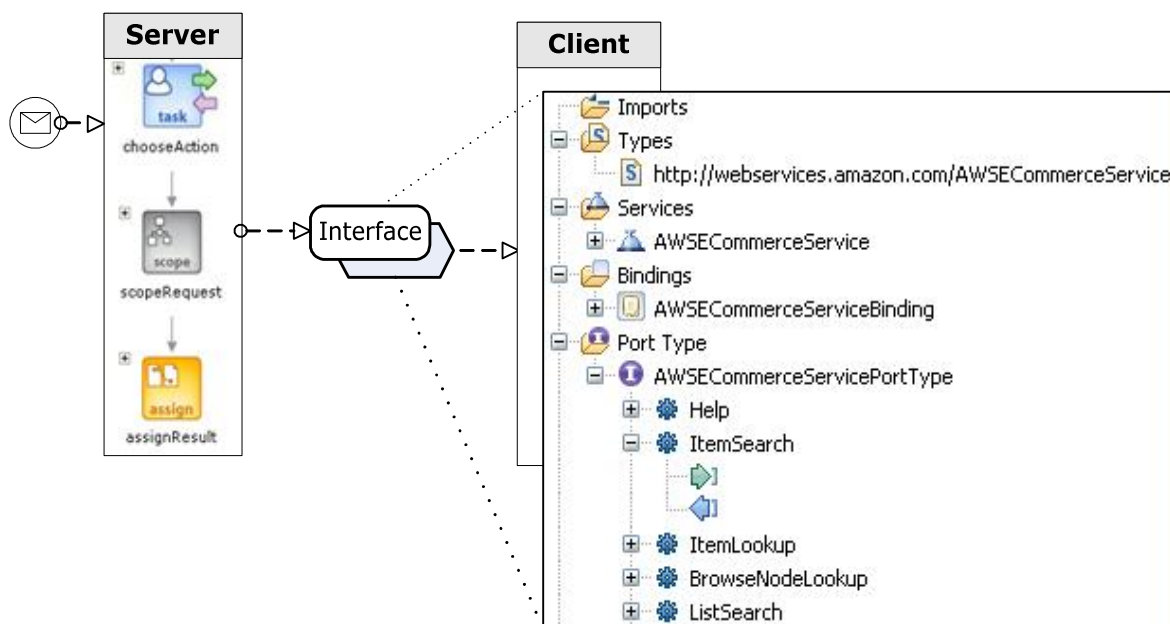 Server
task
chooseAction
scope
scopeRequest
assign
assignResult
Interface
Client
Imports
Types
S http://webservices.amazon.com/AWSECommerceService
Services
AWSECommerceService
Bindings
AWSECommerceServiceBinding
Port Type
AWSECommerceServicePortType
Help
ItemSearch
ItemLookup
BrowseNodeLookup
ListSearch